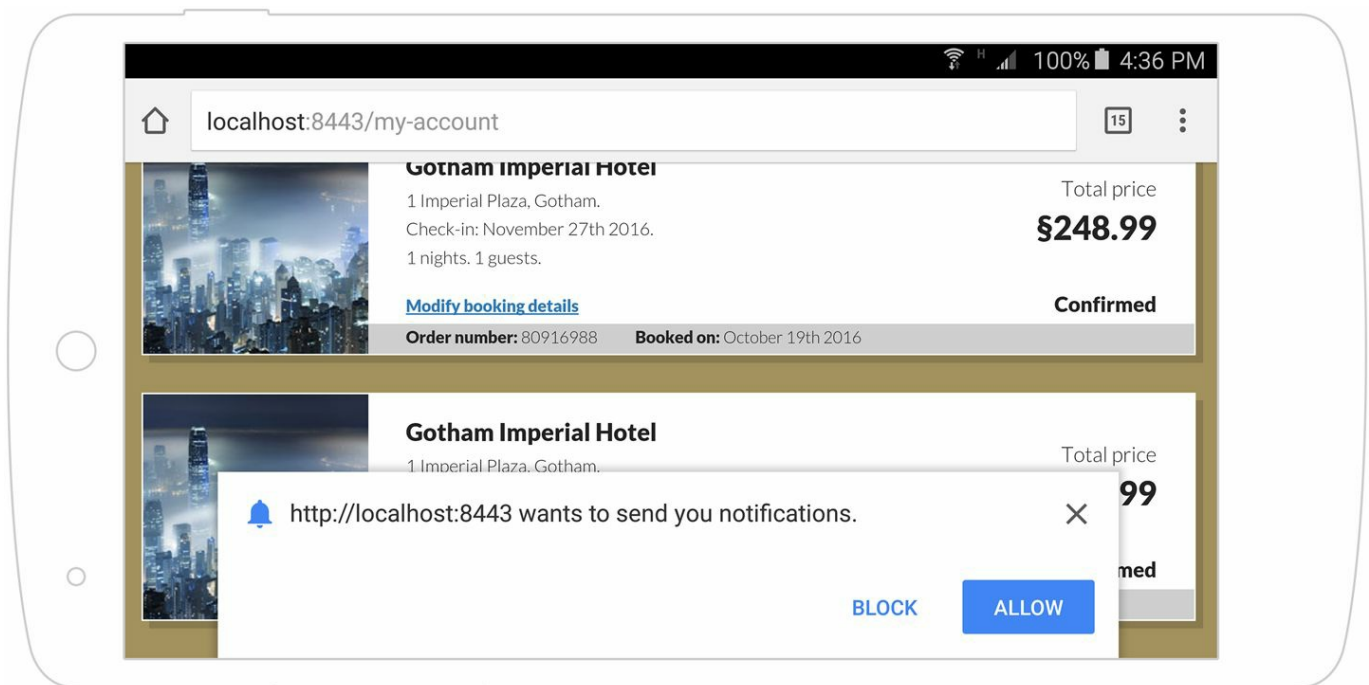 H 100% 4:36 PM
localhost:8443/my-account
15
Gotham Imperial Hotel
1 Imperial Plaza, Gotham.
Check-in: November 27th 2016.
1 nights. 1 guests.
Modify booking details
Total price
§248.99
Confirmed
Order number: 80916988 Booked on: October 19th 2016
Gotham Imperial Hotel
1 Imperial Plaza, Gotham.
Total price
99
med
http://localhost:8443 wants to send you notifications.
BLOCK ALLOW